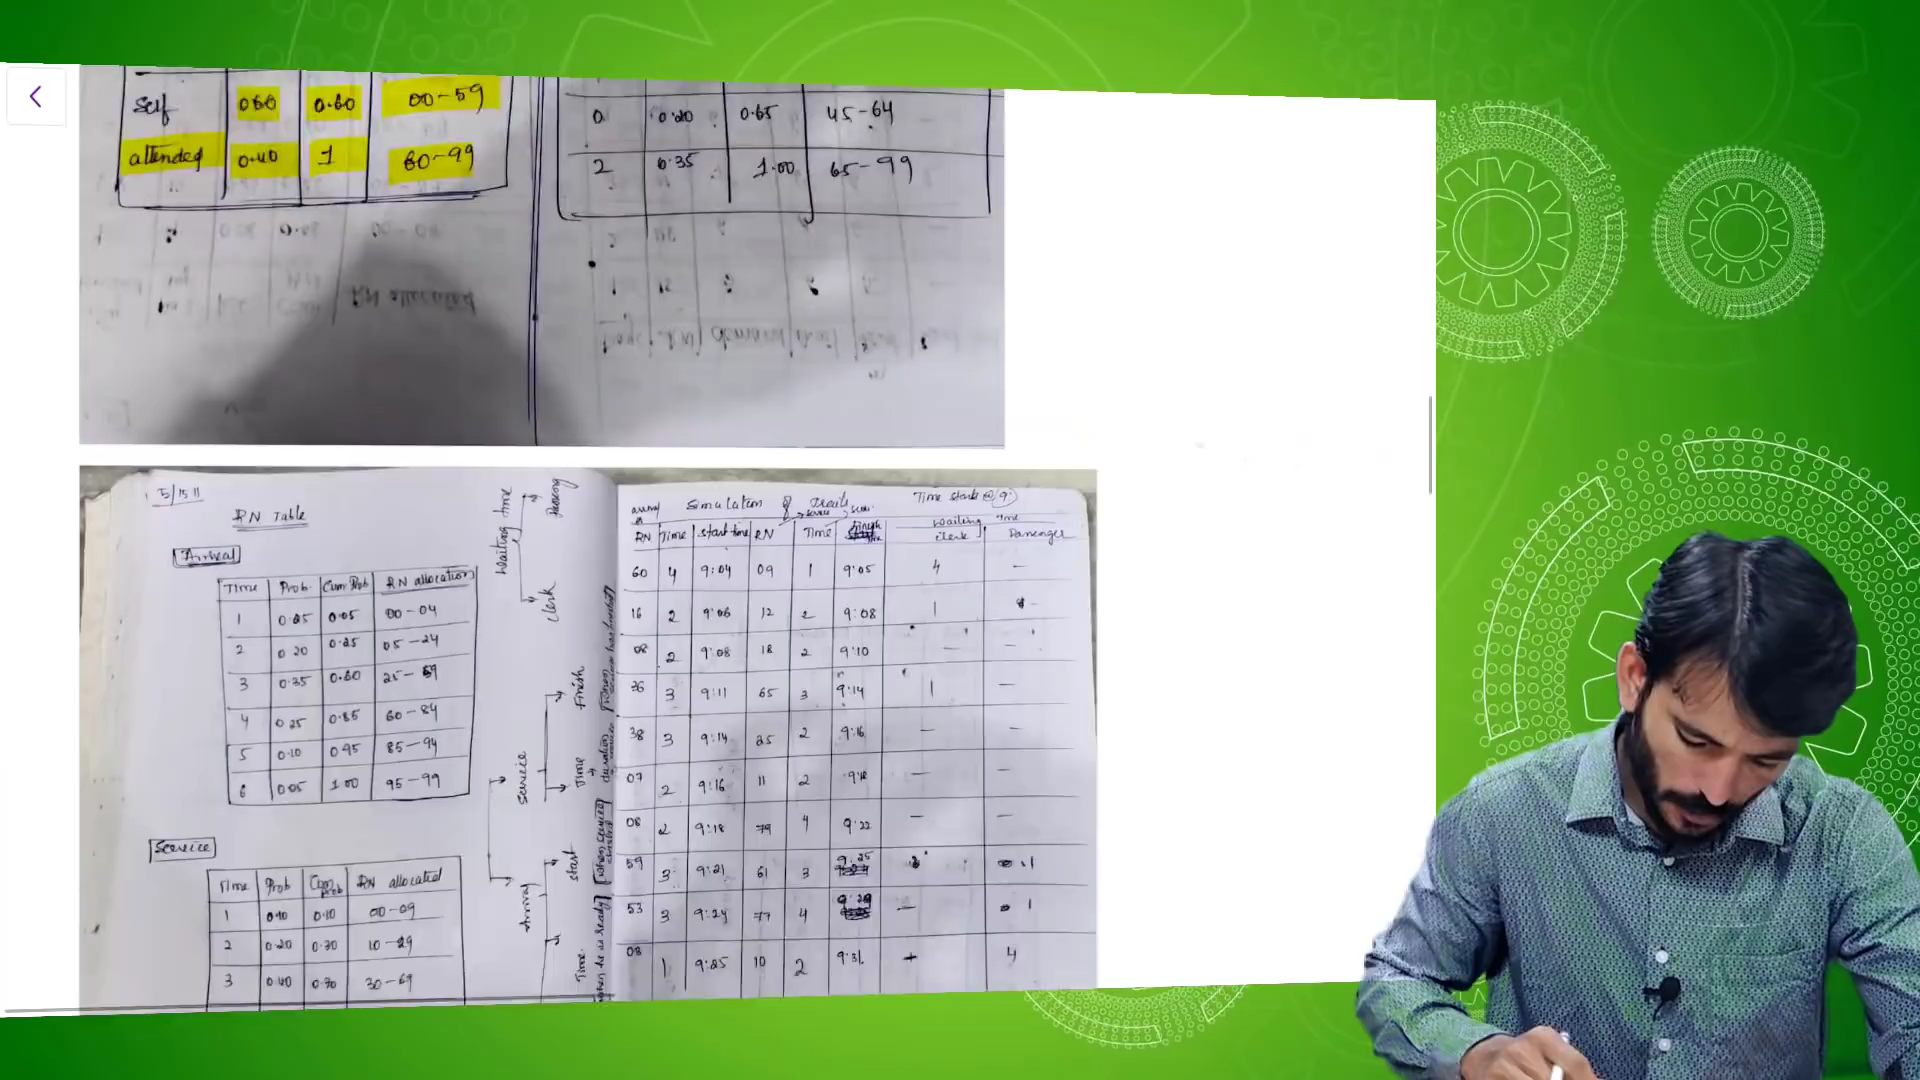 self 0.60 0.60 00-59
attended 0.40 1 60-99
0 0.20 0.65 45-64
2 0.35 1.00 65-99
RN allocated
demand
5/15 11
RN Table
Arrival
Time Prob Cum Prob RN allocation
1 0.05 0.05 00-04
2 0.20 0.25 05-24
3 0.35 0.60 25-59
4 0.25 0.85 60-84
5 0.10 0.95 85-94
6 0.05 1.00 95-99
Service
Time Prob Cum Prob RN allocated
1 0.10 0.10 00-09
2 0.20 0.30 10-29
3 0.40 0.70 30-69
Waiting time
Clerk
Service
Time
Finish
Arrival
Time
start
Simulation of Time start @ 9:
RN Time Start time RN Time Finish Waiting Time
Clerk Passenger
60 4 9:04 09 1 9:05 4 -
16 2 9:06 12 2 9:08 1 -
08 2 9:08 18 2 9:10 - -
36 3 9:11 65 3 9:14 1 -
38 3 9:14 25 2 9:16 - -
07 2 9:16 11 2 9:18 - -
08 2 9:18 79 4 9:22 - -
59 3 9:21 61 3 9:25 1
53 3 9:24 77 4 9:29 - 1
08 1 9:25 10 2 9:31 4